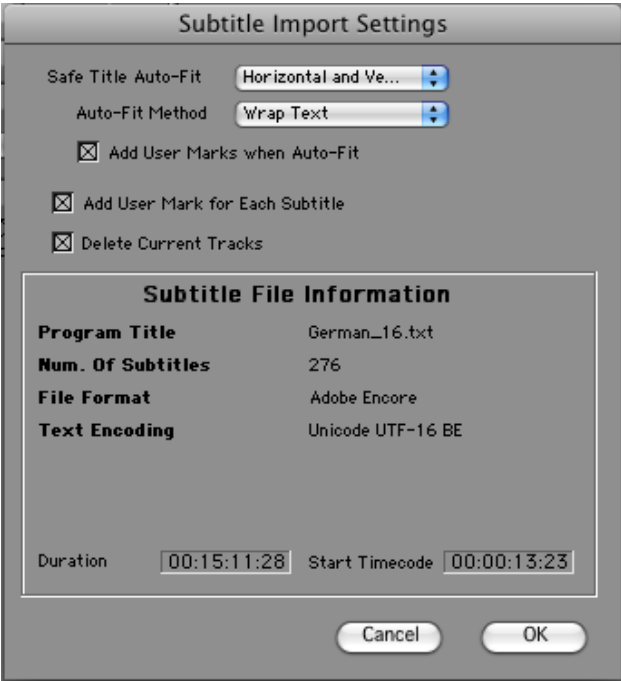 Subtitle Import Settings
Safe Title Auto-Fit Horizontal and Ve...
Auto-Fit Method Wrap Text
Add User Marks when Auto-Fit
Add User Mark for Each Subtitle
Delete Current Tracks
Subtitle File Information
Program Title German_16.txt
Num. Of Subtitles 276
File Format Adobe Encore
Text Encoding Unicode UTF-16 BE
Duration 00:15:11:28 Start Timecode 00:00:13:23
Cancel OK